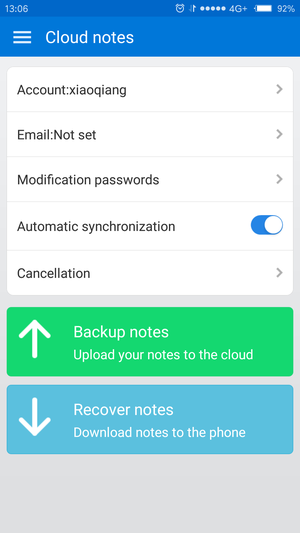 13:06 4G+ 92%
Cloud notes
Account:xiaoqiang
Email:Not set
Modification passwords
Automatic synchronization
Cancellation
Backup notes
Upload your notes to the cloud
Recover notes
Download notes to the phone